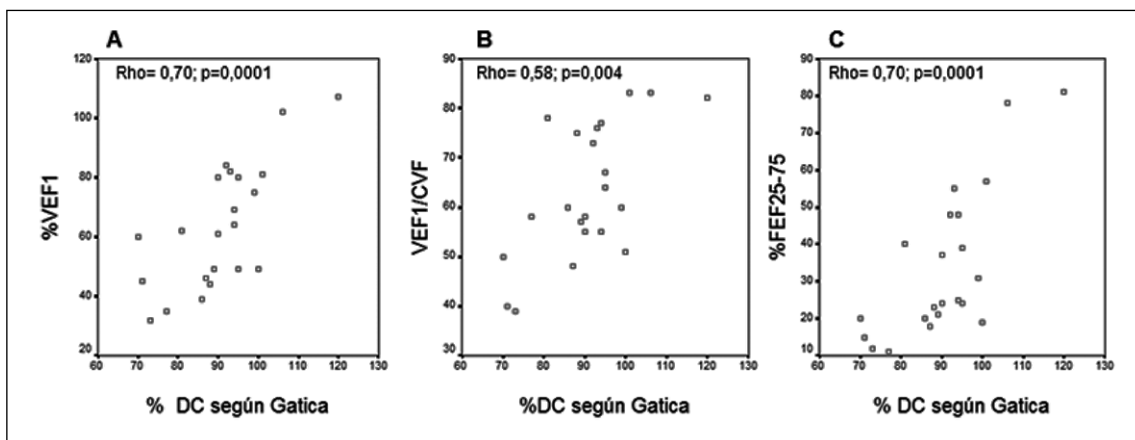 A
Rho= 0,70; p=0,0001
120
100
80
60
40
20
%VEF1
60 70 80 90 100 110 120 130
% DC según Gatica
B
Rho= 0,58; p=0,004
90
80
70
60
50
40
30
VEF1/CVF
60 70 80 90 100 110 120 130
%DC según Gatica
C
Rho= 0,70; p=0,0001
90
80
70
60
50
40
30
20
10
%FEF25-75
60 70 80 90 100 110 120 130
% DC según Gatica